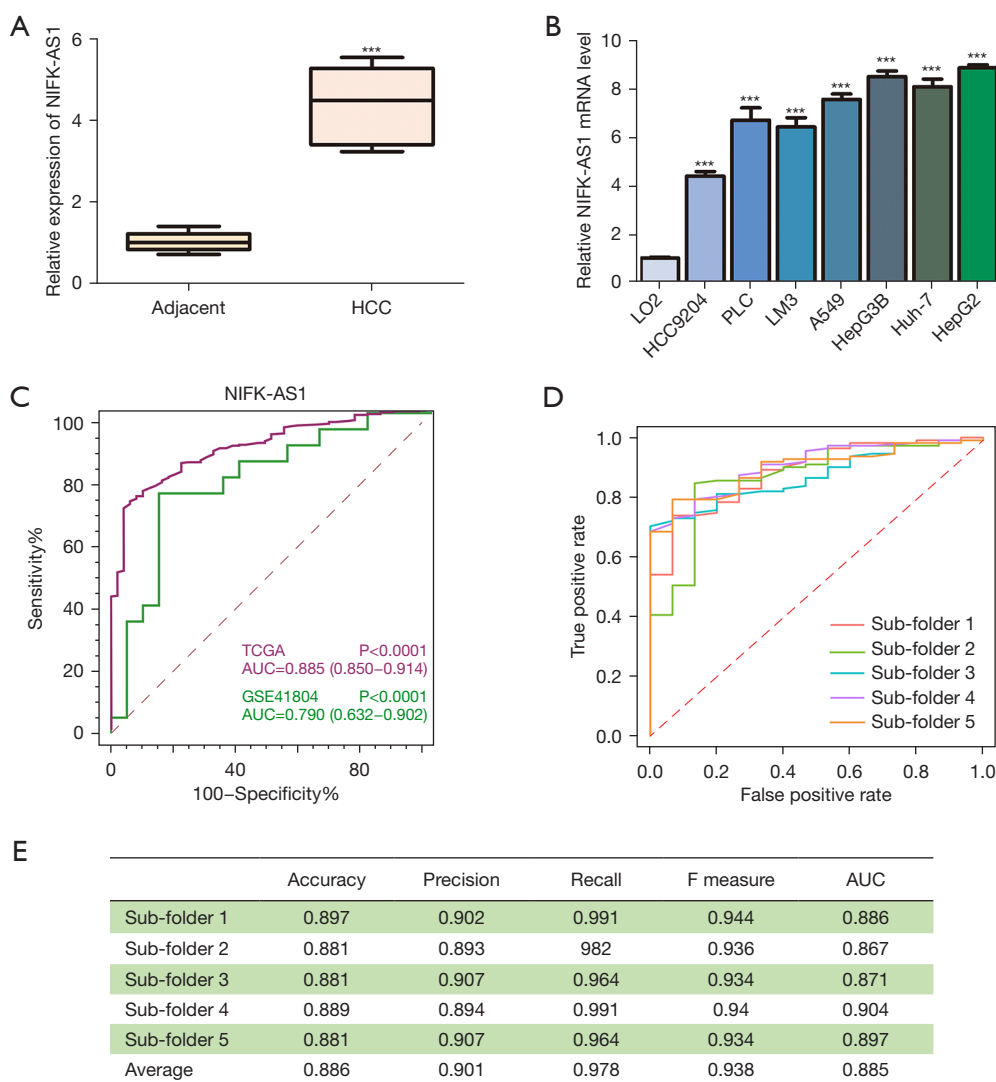 A
Relative expression of NIFK-AS1
6
4
2
0
***
Adjacent HCC
B
Relative NIFK-AS1 mRNA level
10
8
6
4
2
0
*** *** *** *** *** *** ***
LO2 HCC9204 PLC LM3 A549 HepG3B Huh-7 HepG2
C
NIFK-AS1
Sensitivity%
100
80
60
40
20
0
TCGA P<0.0001
AUC=0.885 (0.850−0.914)
GSE41804 P<0.0001
AUC=0.790 (0.632−0.902)
0 40 80
100−Specificity%
D
True positive rate
1.0
0.8
0.6
0.4
0.2
0.0
Sub-folder 1
Sub-folder 2
Sub-folder 3
Sub-folder 4
Sub-folder 5
0.0 0.2 0.4 0.6 0.8 1.0
False positive rate
E
Accuracy Precision Recall F measure AUC
Sub-folder 1 0.897 0.902 0.991 0.944 0.886
Sub-folder 2 0.881 0.893 982 0.936 0.867
Sub-folder 3 0.881 0.907 0.964 0.934 0.871
Sub-folder 4 0.889 0.894 0.991 0.94 0.904
Sub-folder 5 0.881 0.907 0.964 0.934 0.897
Average 0.886 0.901 0.978 0.938 0.885